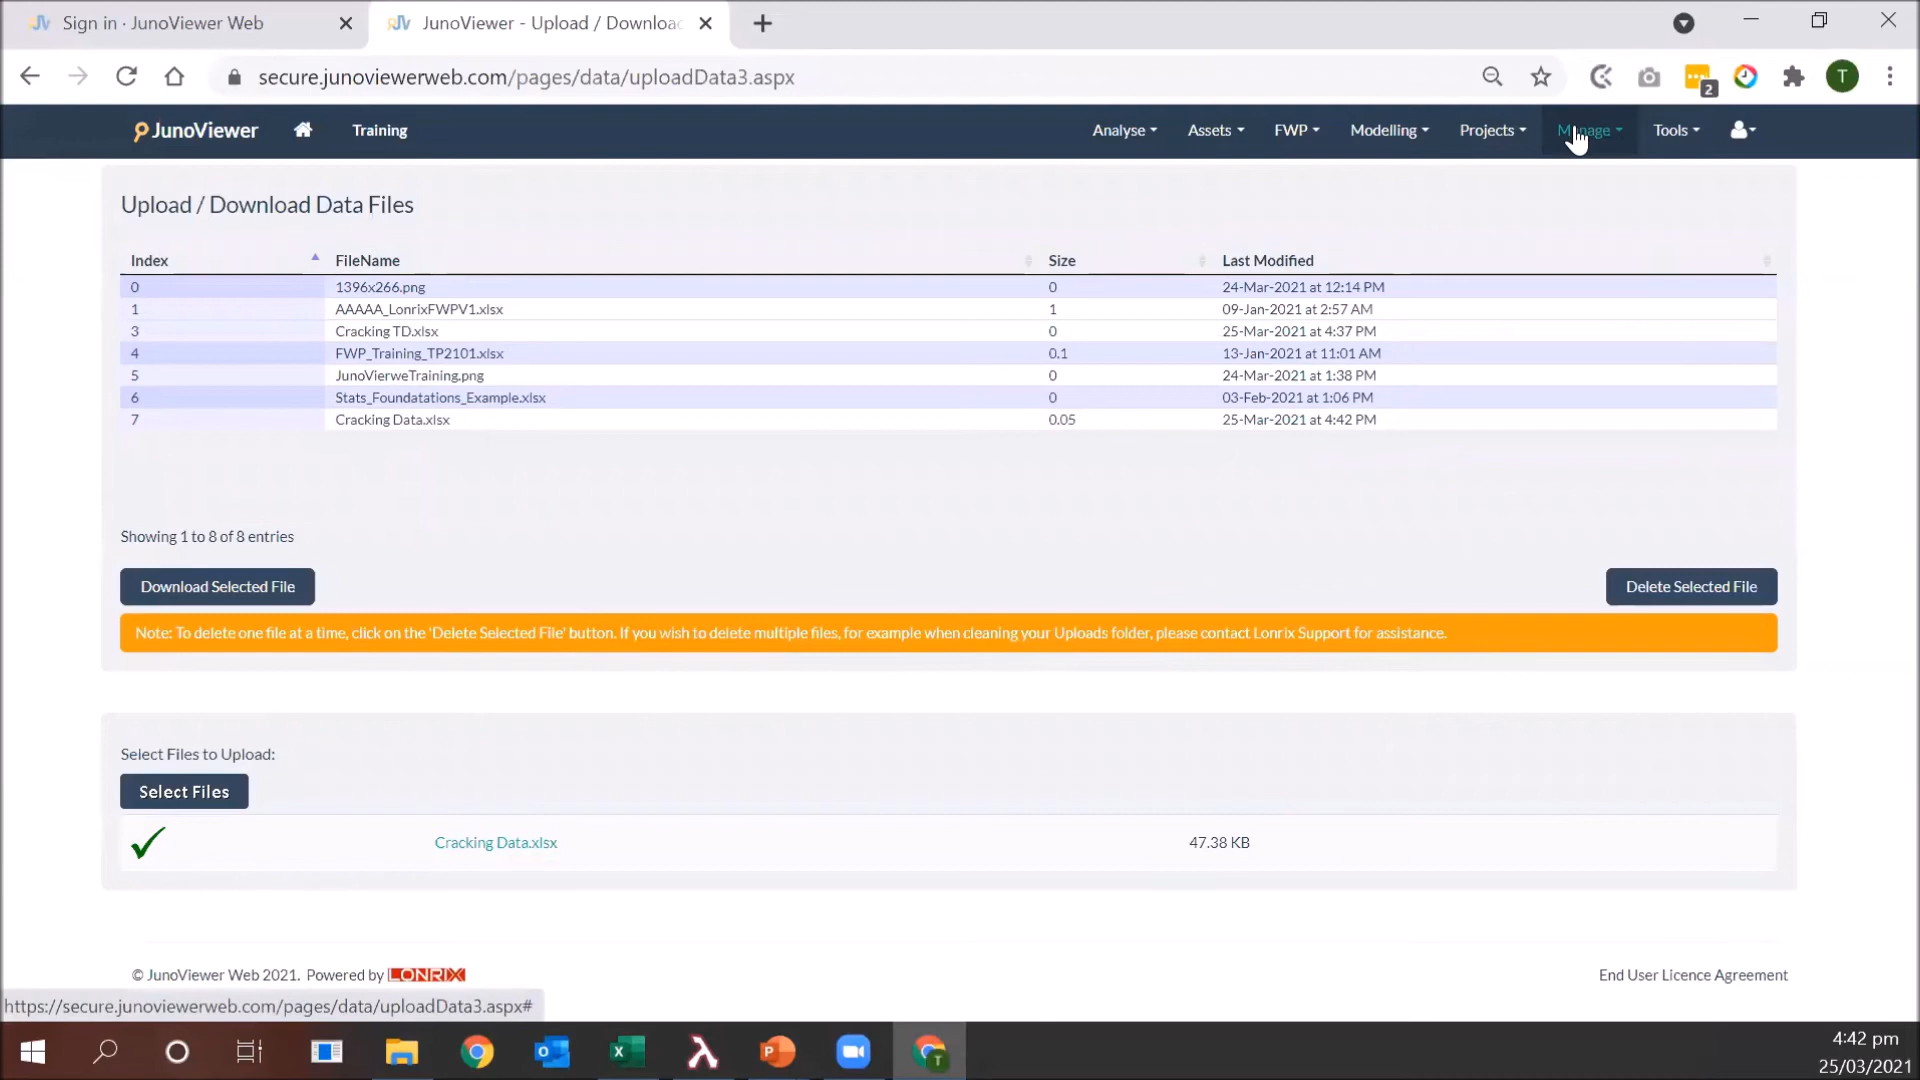 Sign in · JunoViewer Web
JunoViewer - Upload / Downloa
secure.junoviewerweb.com/pages/data/uploadData3.aspx
2
T
JunoViewer
Training
Analyse
Assets
FWP
Modelling
Projects
Manage
Tools
Upload / Download Data Files
Index FileName Size Last Modified
0 1396x266.png 0 24-Mar-2021 at 12:14 PM
1 AAAAA_LonrixFWPV1.xlsx 1 09-Jan-2021 at 2:57 AM
3 Cracking TD.xlsx 0 25-Mar-2021 at 4:37 PM
4 FWP_Training_TP2101.xlsx 0.1 13-Jan-2021 at 11:01 AM
5 JunoVierweTraining.png 0 24-Mar-2021 at 1:38 PM
6 Stats_Foundatations_Example.xlsx 0 03-Feb-2021 at 1:06 PM
7 Cracking Data.xlsx 0.05 25-Mar-2021 at 4:42 PM
Showing 1 to 8 of 8 entries
Download Selected File
Delete Selected File
Note: To delete one file at a time, click on the 'Delete Selected File' button. If you wish to delete multiple files, for example when cleaning your Uploads folder, please contact Lonrix Support for assistance.
Select Files to Upload:
Select Files
Cracking Data.xlsx 47.38 KB
© JunoViewer Web 2021. Powered by LONRIX
End User Licence Agreement
https://secure.junoviewerweb.com/pages/data/uploadData3.aspx#
4:42 pm
25/03/2021